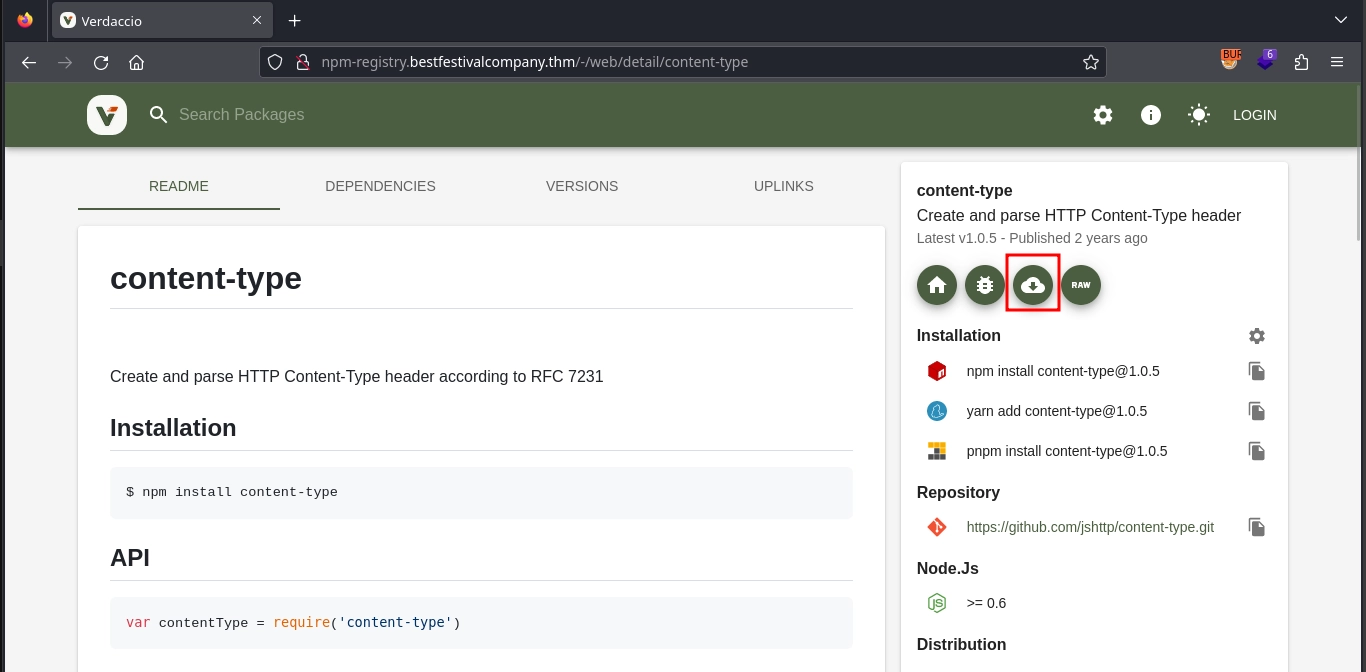 Verdaccio
BUR
6
npm-registry.bestfestivalcompany.thm/-/web/detail/content-type
Search Packages
LOGIN
README
DEPENDENCIES
VERSIONS
UPLINKS
content-type
Create and parse HTTP Content-Type header according to RFC 7231
Installation
$ npm install content-type
API
var contentType = require('content-type')
content-type
Create and parse HTTP Content-Type header
Latest v1.0.5 - Published 2 years ago
RAW
Installation
npm install content-type@1.0.5
yarn add content-type@1.0.5
pnpm install content-type@1.0.5
Repository
https://github.com/jshttp/content-type.git
Node.Js
JS
>= 0.6
Distribution